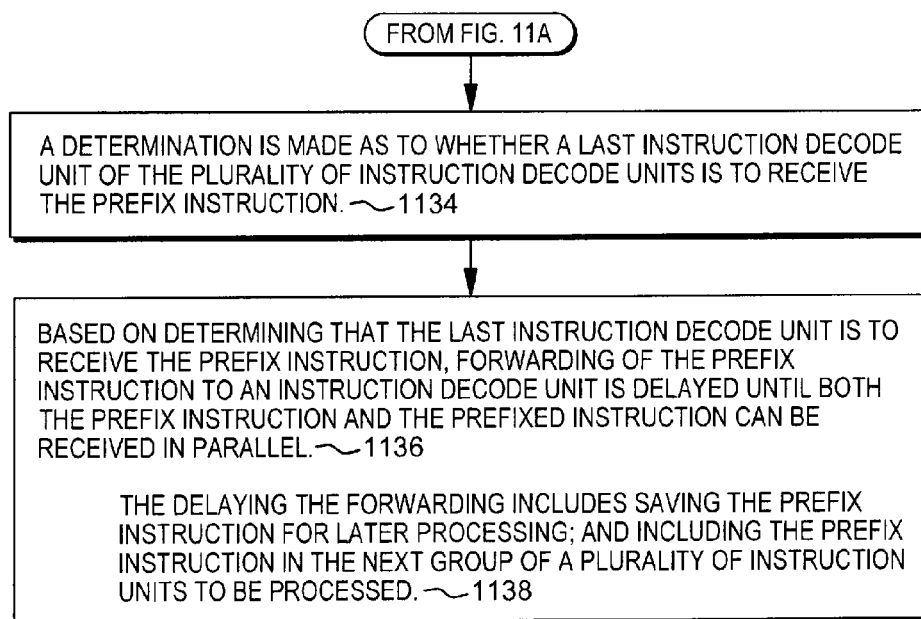 FROM FIG. 11A
A DETERMINATION IS MADE AS TO WHETHER A LAST INSTRUCTION DECODE
UNIT OF THE PLURALITY OF INSTRUCTION DECODE UNITS IS TO RECEIVE
THE PREFIX INSTRUCTION. 1134
BASED ON DETERMINING THAT THE LAST INSTRUCTION DECODE UNIT IS TO
RECEIVE THE PREFIX INSTRUCTION, FORWARDING OF THE PREFIX
INSTRUCTION TO AN INSTRUCTION DECODE UNIT IS DELAYED UNTIL BOTH
THE PREFIX INSTRUCTION AND THE PREFIXED INSTRUCTION CAN BE
RECEIVED IN PARALLEL. 1136
THE DELAYING THE FORWARDING INCLUDES SAVING THE PREFIX
INSTRUCTION FOR LATER PROCESSING; AND INCLUDING THE PREFIX
INSTRUCTION IN THE NEXT GROUP OF A PLURALITY OF INSTRUCTION
UNITS TO BE PROCESSED. 1138